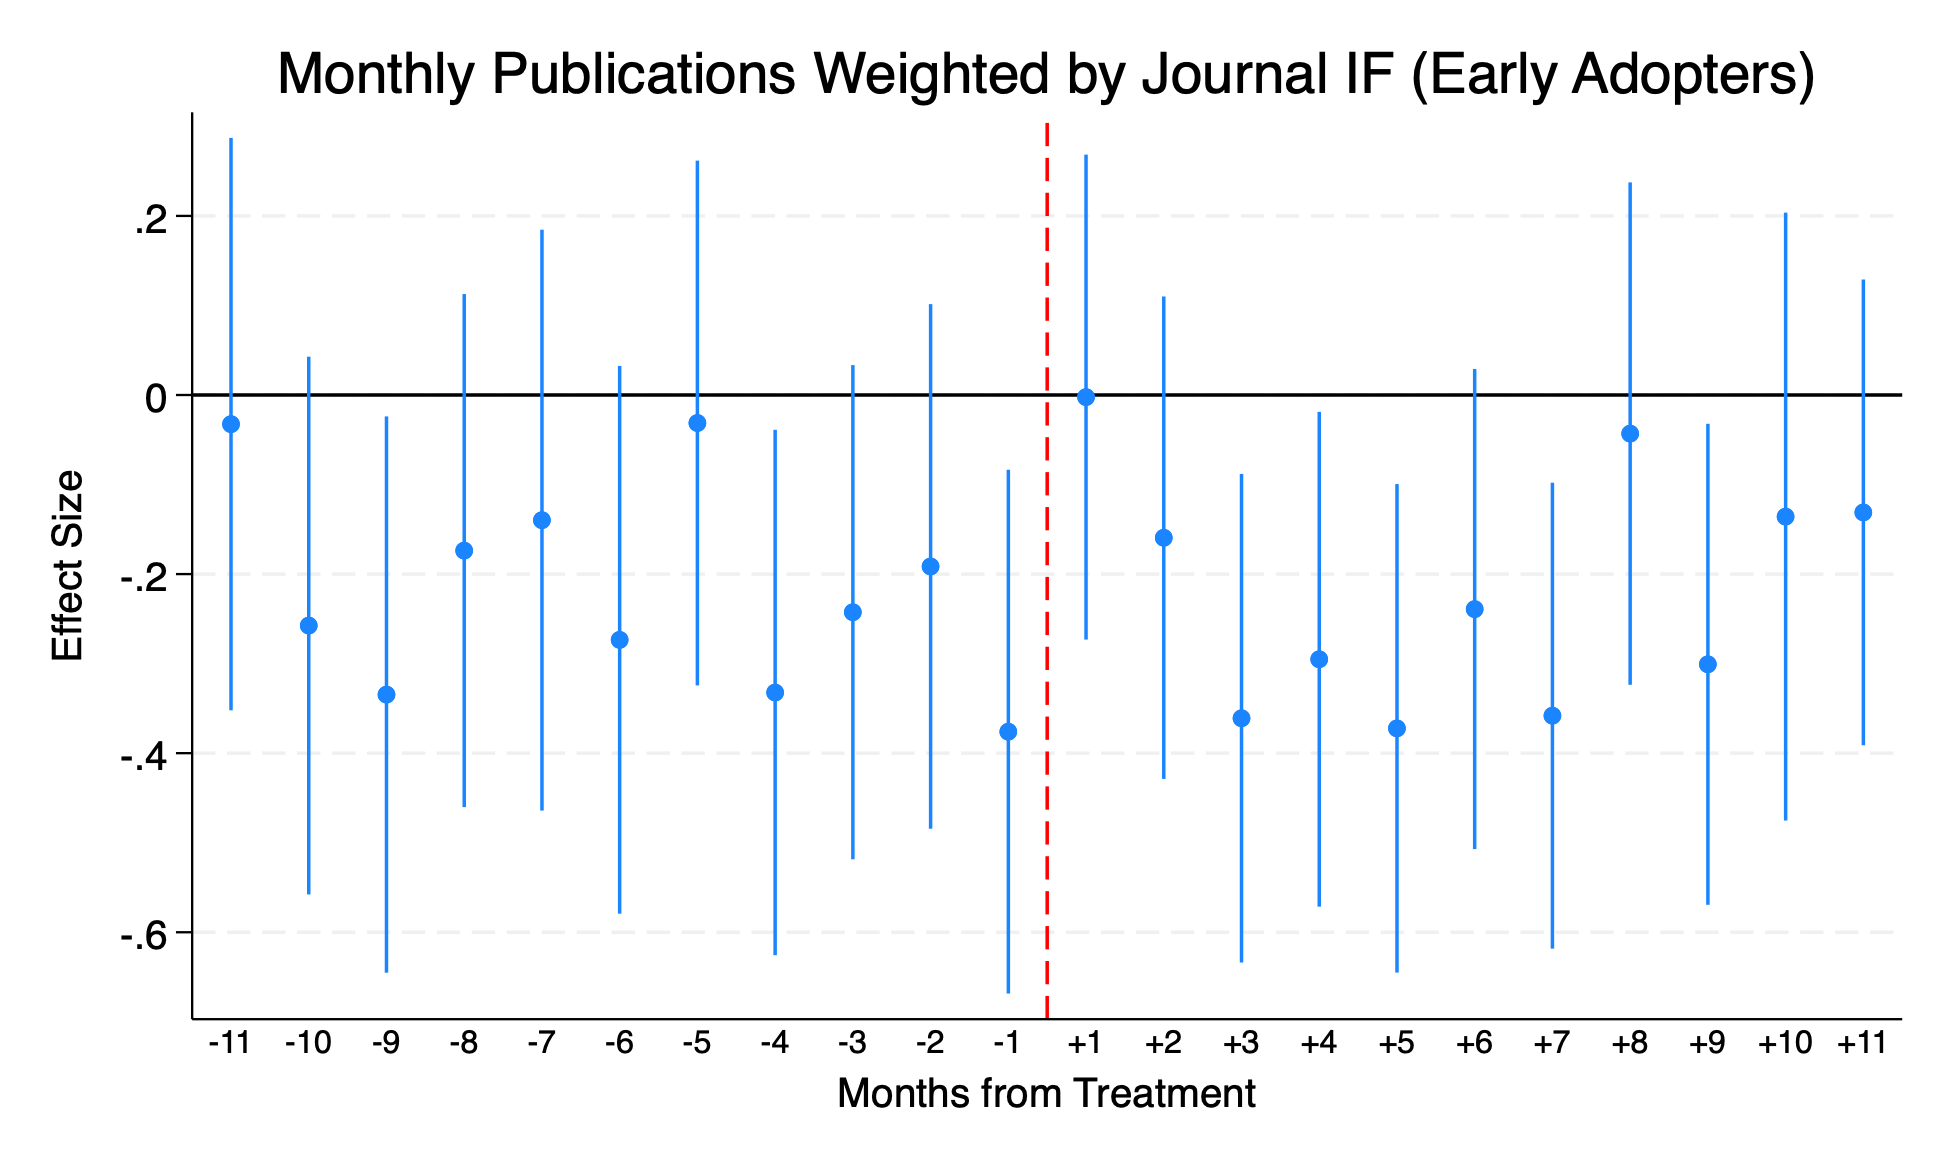 Monthly Publications Weighted by Journal IF (Early Adopters)
Effect Size
.2
0
-.2
-.4
-.6
-11 -10 -9 -8 -7 -6 -5 -4 -3 -2 -1 +1 +2 +3 +4 +5 +6 +7 +8 +9 +10 +11
Months from Treatment